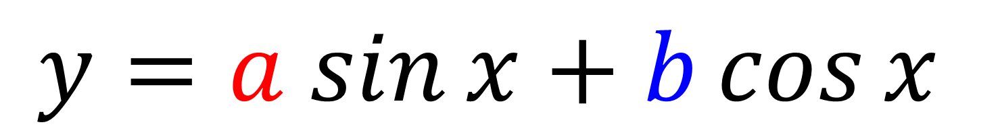 y = a sin x + b cos x